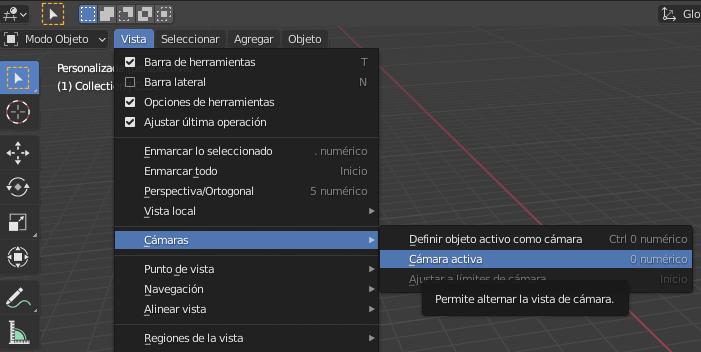 Glo
Modo Objeto
Vista Seleccionar Agregar Objeto
Personaliza
(1) Collection
Barra de herramientas T
Barra lateral N
Opciones de herramientas
Ajustar última operación
Enmarcar lo seleccionado . numérico
Enmarcar todo Inicio
Perspectiva/Ortogonal 5 numérico
Vista local
Cámaras
Definir objeto activo como cámara Ctrl 0 numérico
Cámara activa 0 numérico
Ajustar a límites de cámara Inicio
Permite alternar la vista de cámara.
Punto de vista
Navegación
Alinear vista
Regiones de la vista